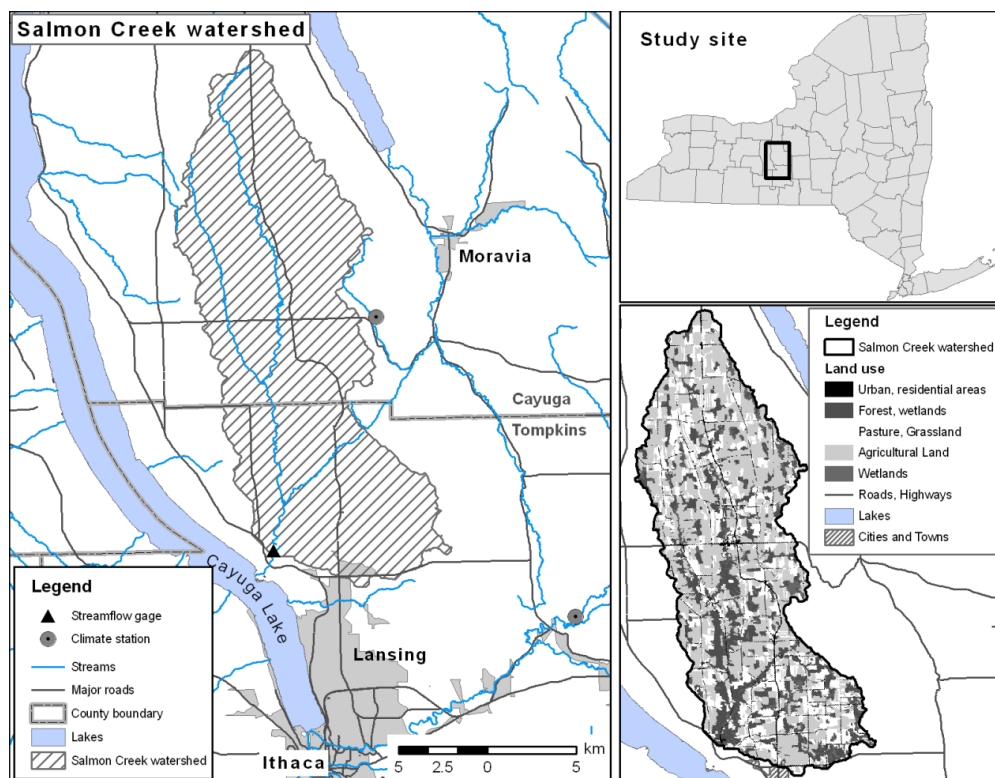 Salmon Creek watershed
Moravia
Cayuga
Tompkins
Cayuga Lake
Lansing
Ithaca
Legend
Streamflow gage
Climate station
Streams
Major roads
County boundary
Lakes
Salmon Creek watershed
km
5 2.5 0 5
Study site
Legend
Salmon Creek watershed
Land use
Urban, residential areas
Forest, wetlands
Pasture, Grassland
Agricultural Land
Wetlands
Roads, Highways
Lakes
Cities and Towns